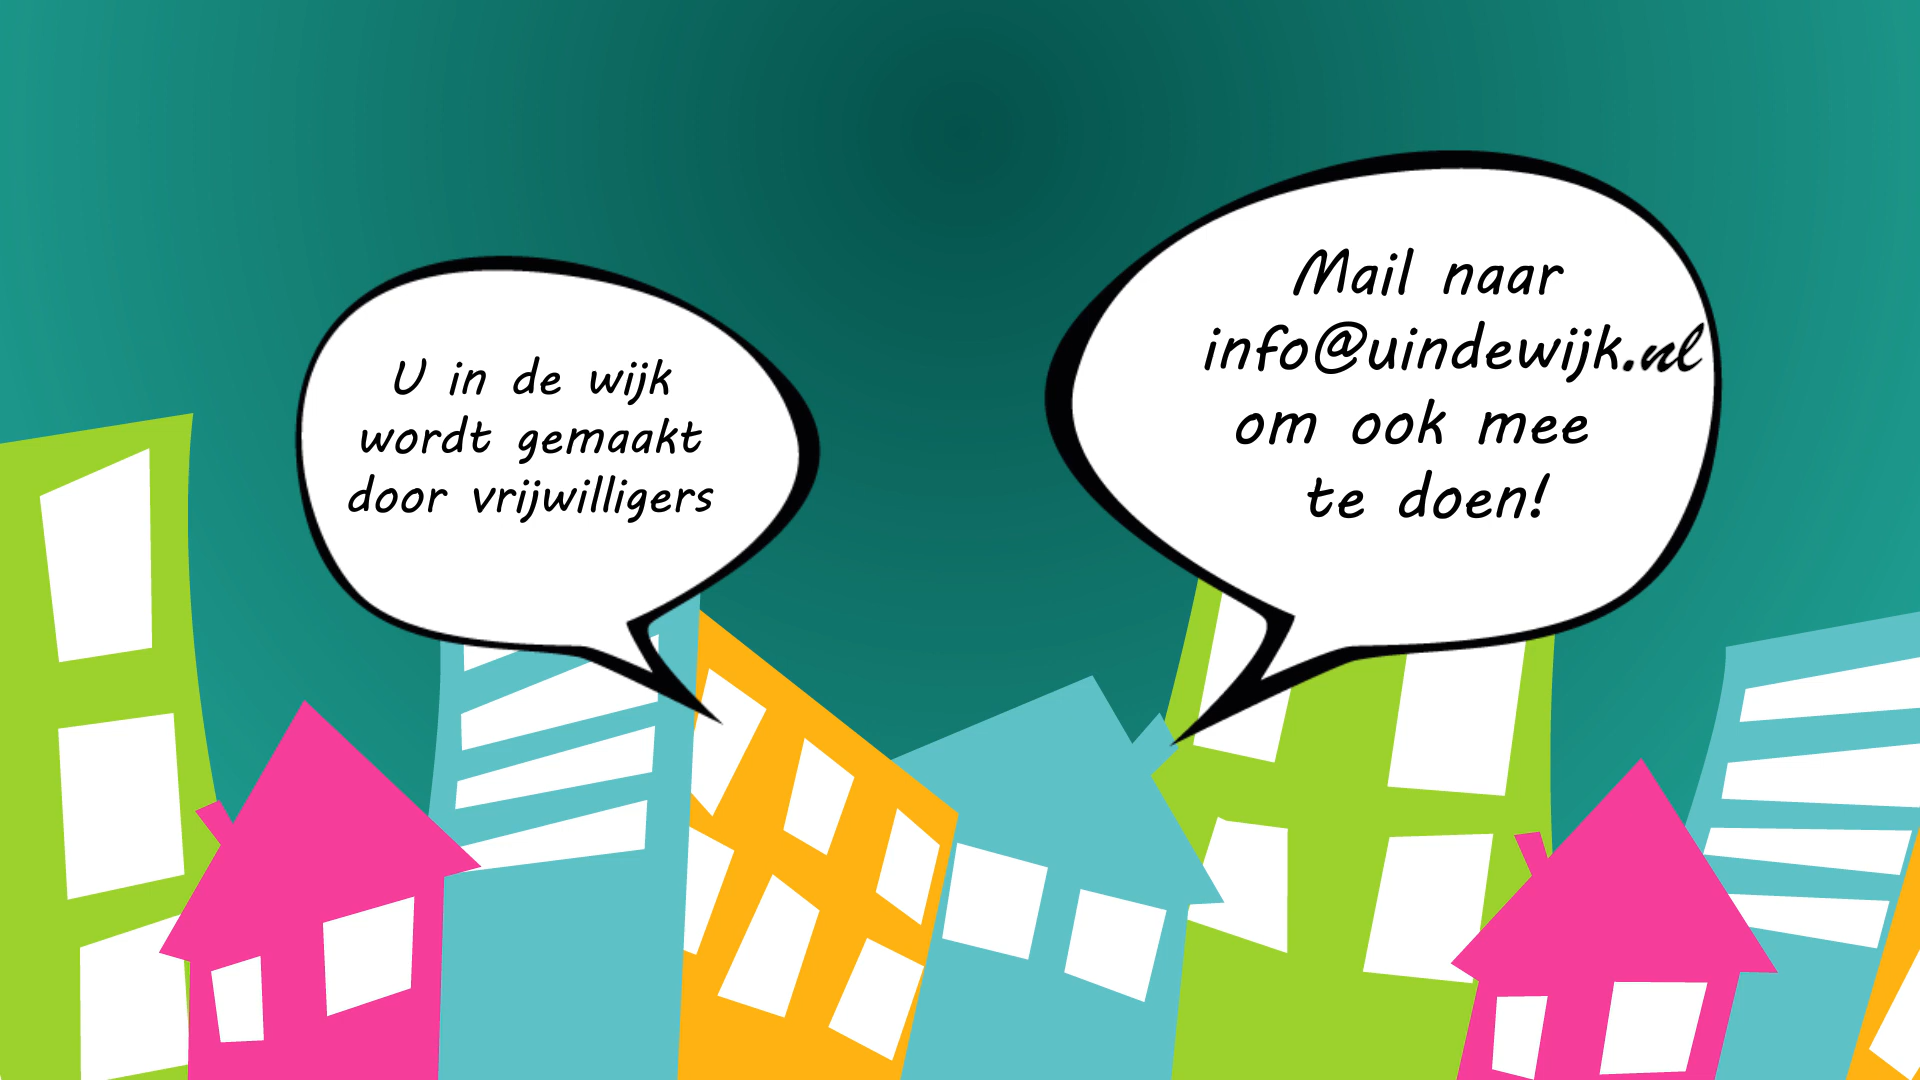 U in de wijk
wordt gemaakt
door vrijwilligers
Mail naar
info@uindewijk.nl
om ook mee
te doen!